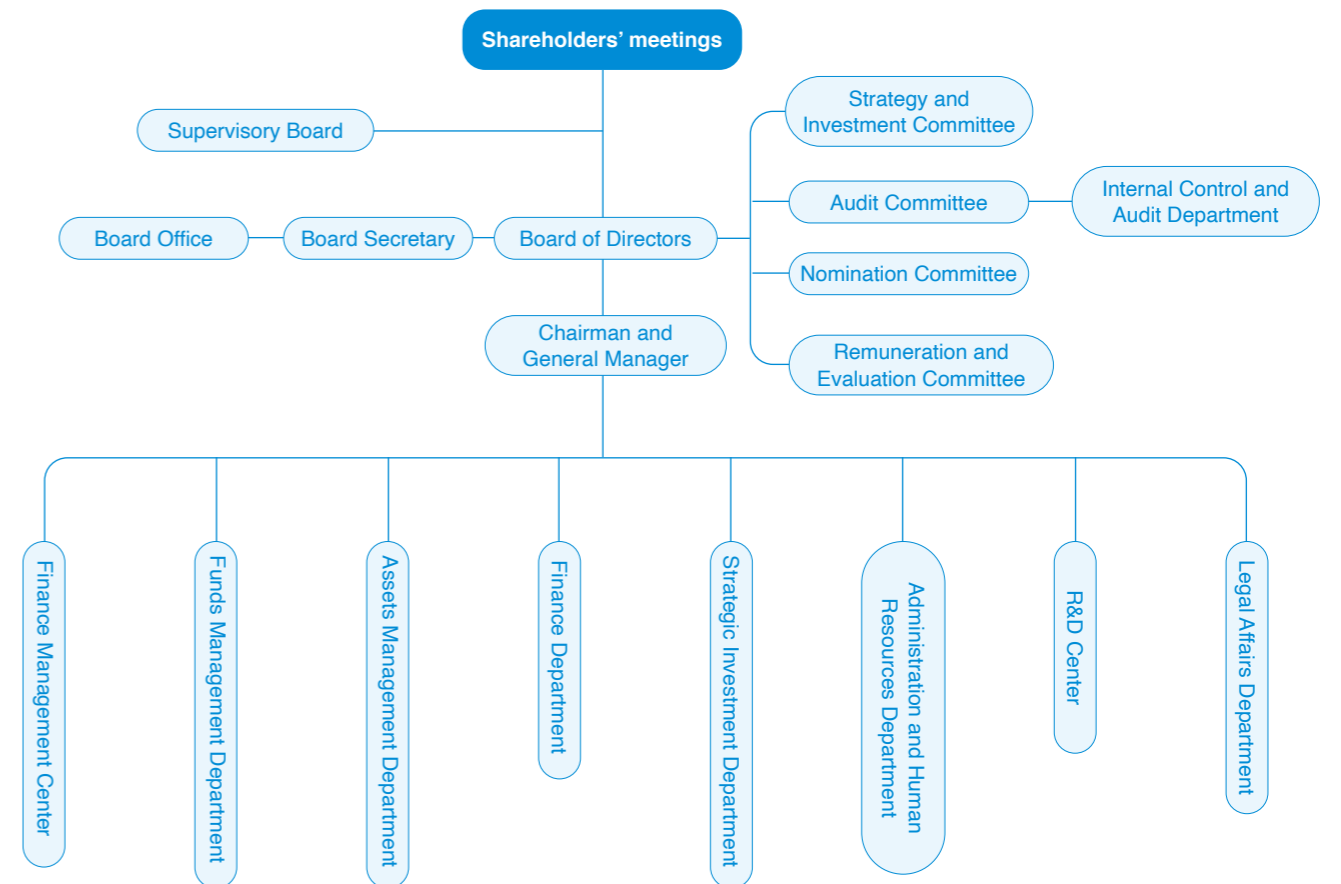 Shareholders' meetings
Strategy and
Investment Committee
Supervisory Board
Audit Committee
Internal Control and
Audit Department
Board Office
Board Secretary
Board of Directors
Nomination Committee
Chairman and
General Manager
Remuneration and
Evaluation Committee
Finance Management Center
Funds Management Department
Assets Management Department
Finance Department
Strategic Investment Department
Administration and Human
Resources Department
R&D Center
Legal Affairs Department